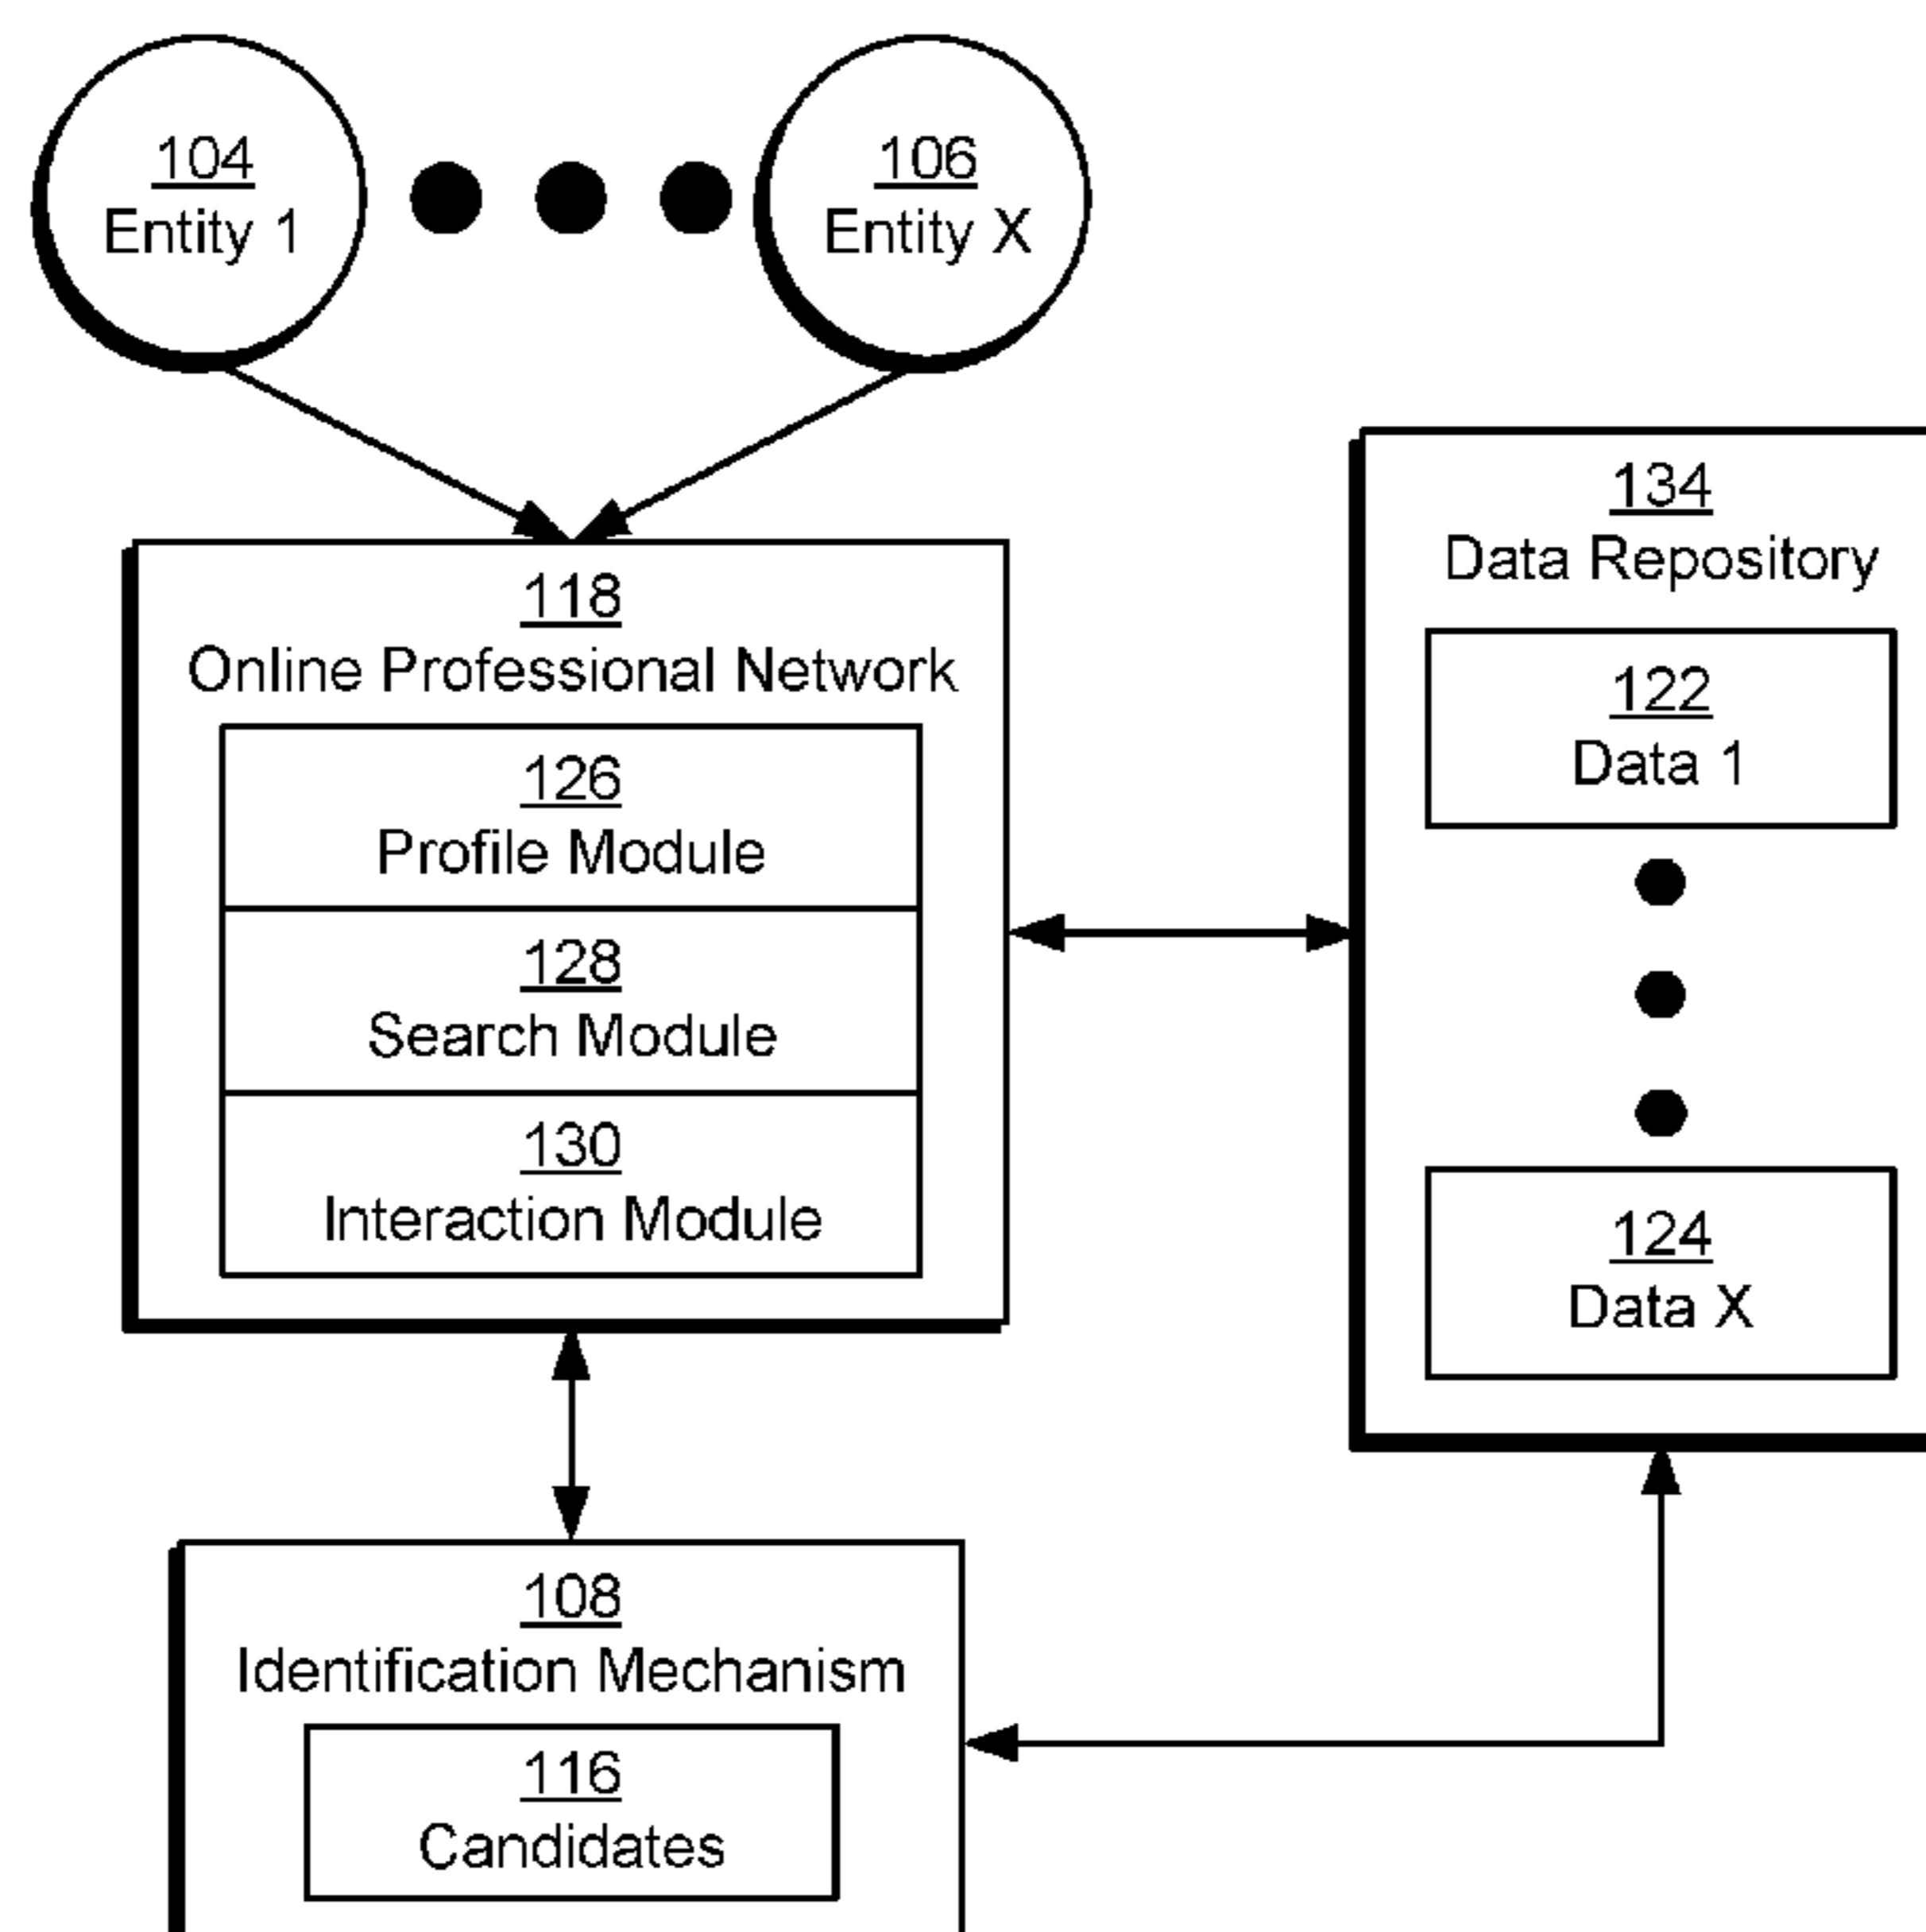 104
Entity 1
106
Entity X
118
Online Professional Network
126
Profile Module
128
Search Module
130
Interaction Module
134
Data Repository
122
Data 1
124
Data X
108
Identification Mechanism
116
Candidates